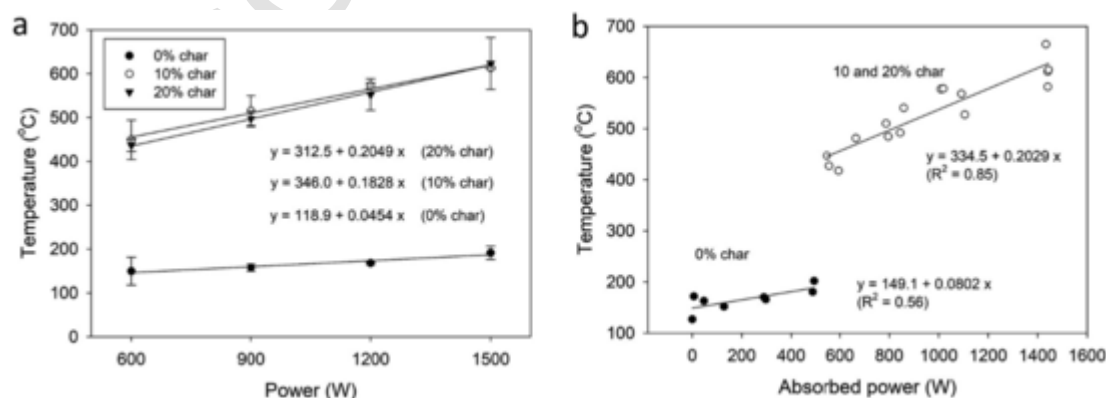 a
700
600
500
400
300
200
100
0
Temperature (°C)
0% char
10% char
20% char
y = 312.5 + 0.2049 x (20% char)
y = 346.0 + 0.1828 x (10% char)
y = 118.9 + 0.0454 x (0% char)
600 900 1200 1500
Power (W)
b
700
600
500
400
300
200
100
Temperature (°C)
10 and 20% char
y = 334.5 + 0.2029 x
(R² = 0.85)
0% char
y = 149.1 + 0.0802 x
(R² = 0.56)
0 200 400 600 800 1000 1200 1400 1600
Absorbed power (W)